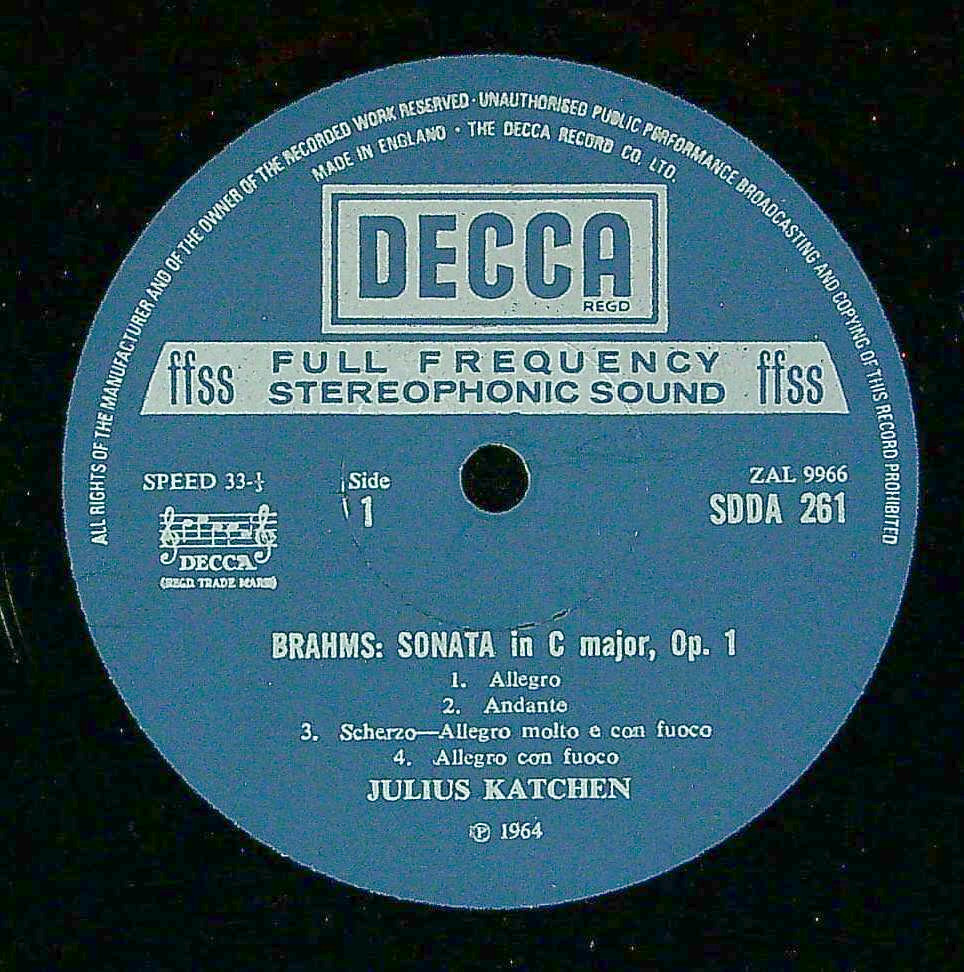 ALL RIGHTS OF THE MANUFACTURER AND OF THE OWNER OF THE RECORDED WORK RESERVED · UNAUTHORISED PUBLIC PERFORMANCE BROADCASTING AND COPYING OF THIS RECORD PROHIBITED
MADE IN ENGLAND · THE DECCA RECORD CO. LTD.
DECCA
REGD
ffss FULL FREQUENCY ffss
STEREOPHONIC SOUND
SPEED 33-⅓
Side
1
ZAL 9966
SDDA 261
DECCA
(REGD. TRADE MARK)
BRAHMS: SONATA in C major, Op. 1
1. Allegro
2. Andante
3. Scherzo—Allegro molto e con fuoco
4. Allegro con fuoco
JULIUS KATCHEN
℗ 1964